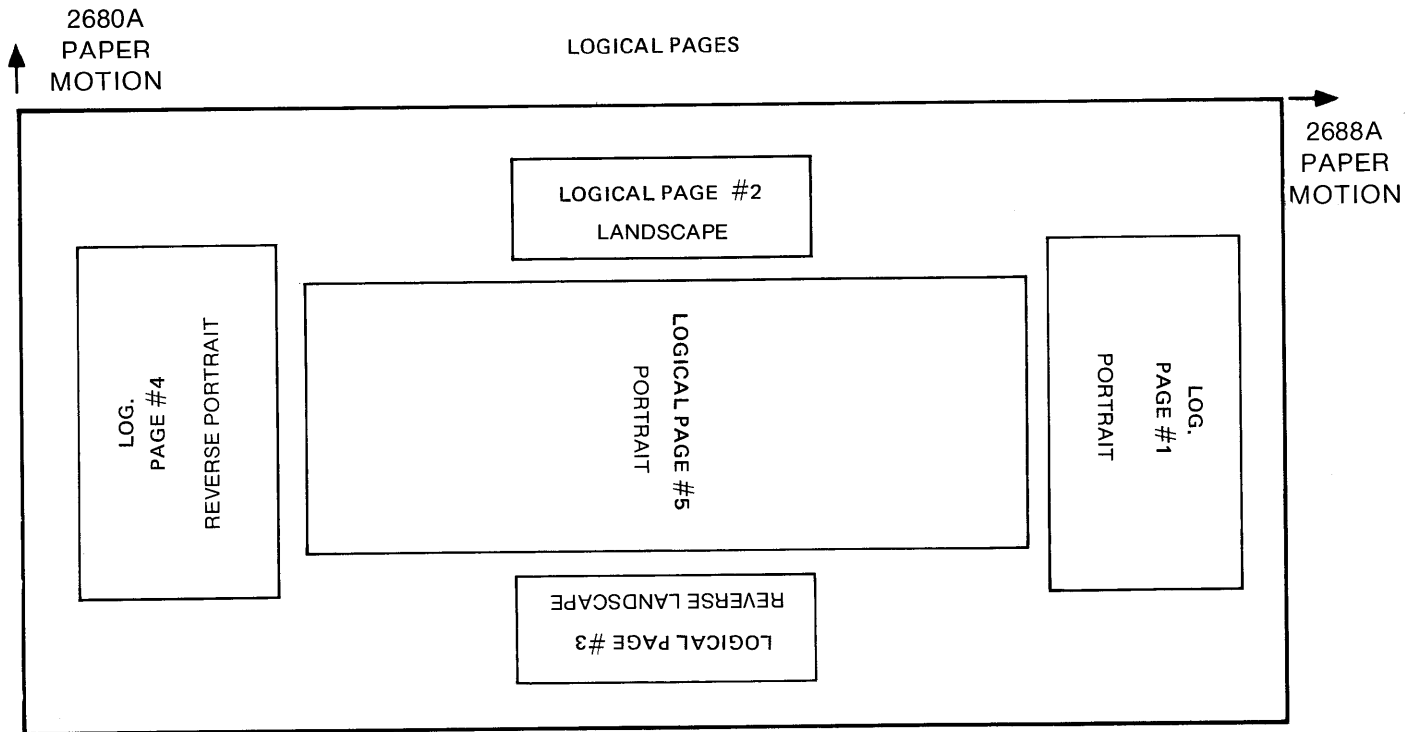 2680A
PAPER
MOTION
LOGICAL PAGES
2688A
PAPER
MOTION
LOGICAL PAGE #2
LANDSCAPE
LOG.
PAGE #4
REVERSE PORTRAIT
LOGICAL PAGE #5
PORTRAIT
LOG.
PAGE #1
PORTRAIT
LOGICAL PAGE #3
REVERSE LANDSCAPE